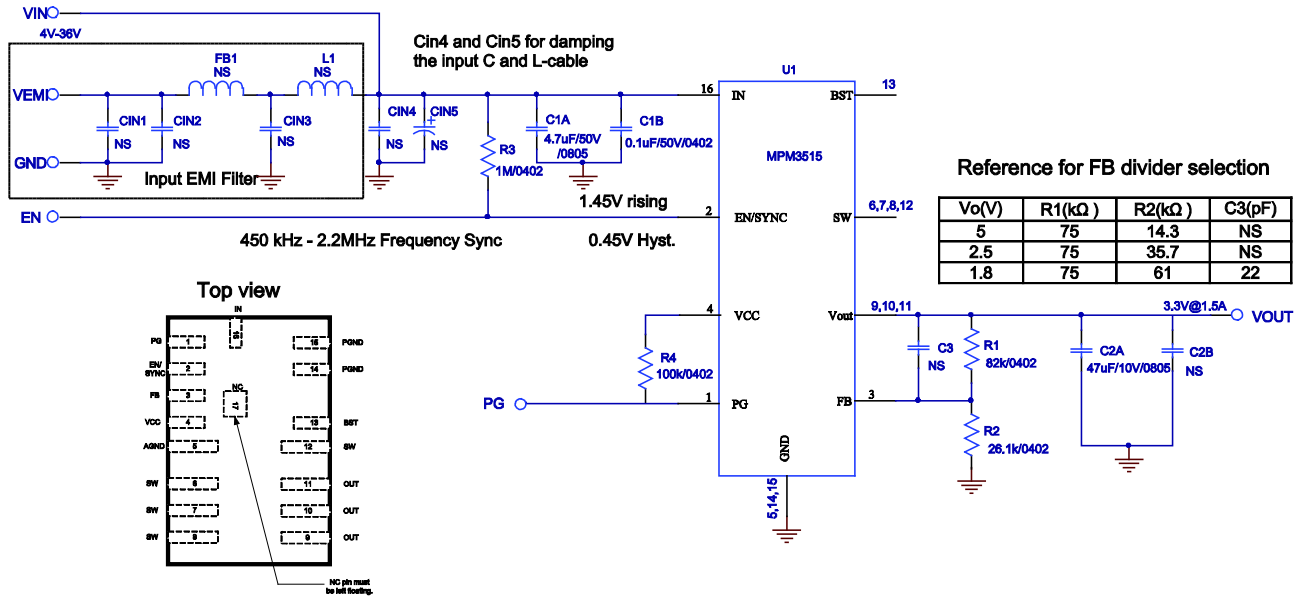 VIN
4V-36V
VEMI
GND
FB1
NS
L1
NS
CIN1
NS
CIN2
NS
CIN3
NS
Input EMI Filter
Cin4 and Cin5 for damping
the input C and L-cable
CIN4
NS
+
CIN5
NS
R3
1M/0402
C1A
4.7uF/50V
/0805
C1B
0.1uF/50V/0402
EN
450 kHz - 2.2MHz Frequency Sync
1.45V rising
0.45V Hyst.
U1
MPM3515
16
IN
2
EN/SYNC
4
VCC
1
PG
BST
13
SW
6,7,8,12
Vout
9,10,11
FB
3
GND
5,14,15
R4
100k/0402
PG
C3
NS
R1
82k/0402
R2
26.1k/0402
C2A
47uF/10V/0805
C2B
NS
3.3V@1.5A
VOUT
Reference for FB divider selection
Vo(V) R1(kΩ ) R2(kΩ ) C3(pF)
5 75 14.3 NS
2.5 75 35.7 NS
1.8 75 61 22
Top view
IN
16
PG 1
EN/
SYNC 2
FB 3
VCC 4
AGND 5
SW 6
SW 7
SW 8
NC
17
15 PGND
14 PGND
13 BST
12 SW
11 OUT
10 OUT
9 OUT
NC pin must
be left floating.